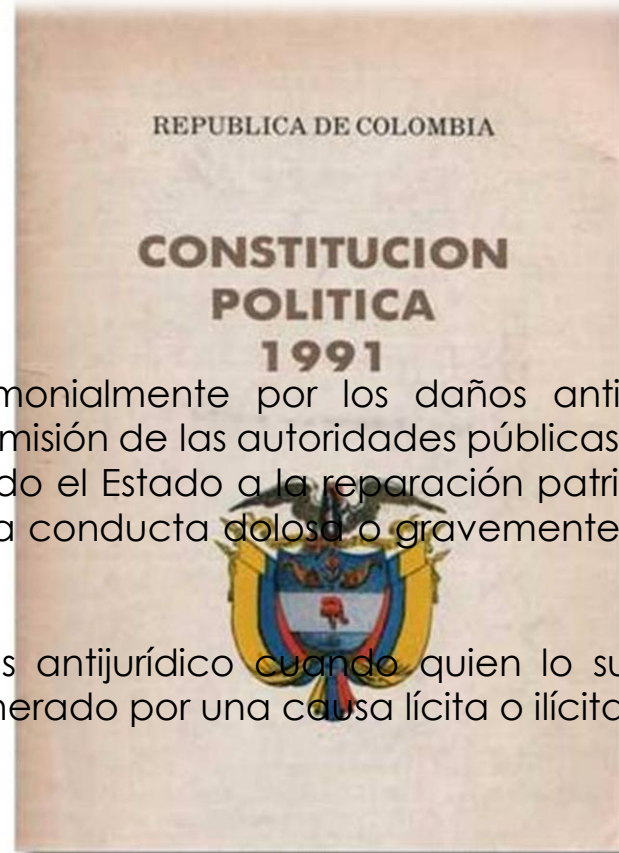 REPUBLICA DE COLOMBIA
CONSTITUCION
POLITICA
1991
monialmente por los daños anti
misión de las autoridades públicas
do el Estado a la reparación patri
a conducta dolosa o gravemente
s antijurídico cuando quien lo su
nerado por una causa lícita o ilícita